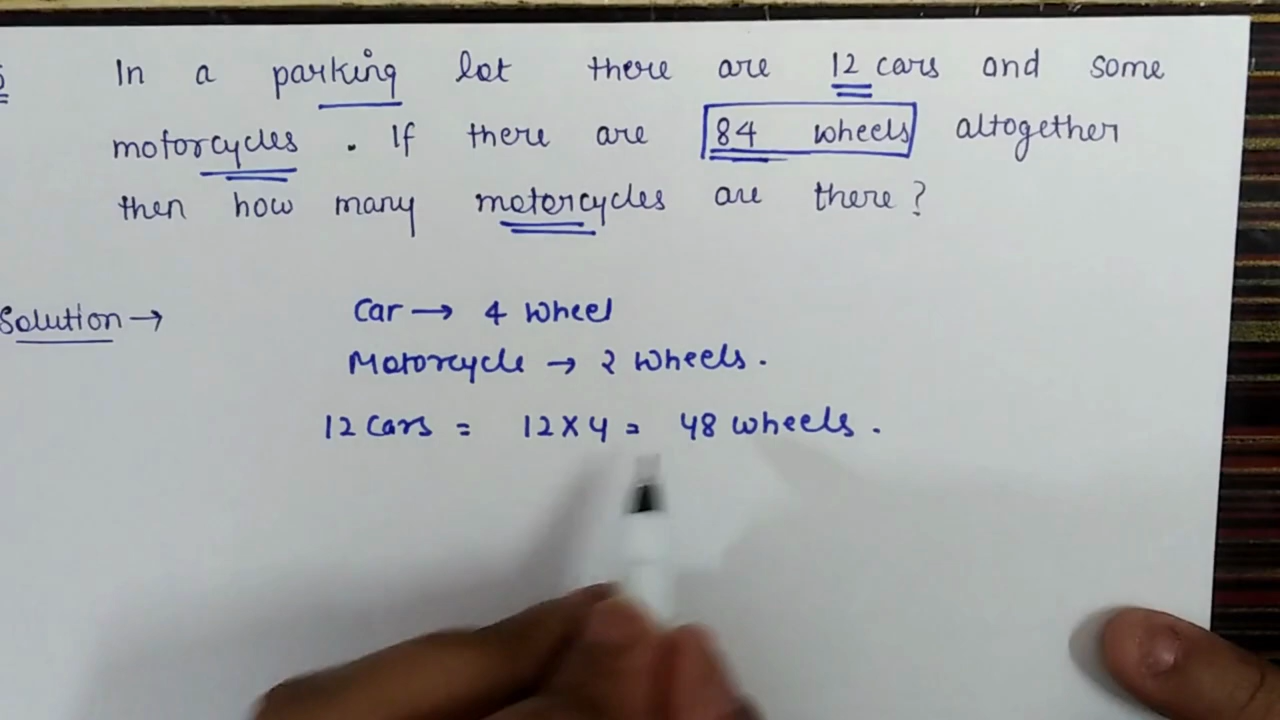 In a parking lot there are 12 cars and some
motorcycles . If there are 84 wheels altogether
then how many motorcycles are there ?
Solution →
Car → 4 wheel
Motorcycle → 2 wheels.
12 cars = 12 x 4 = 48 wheels.